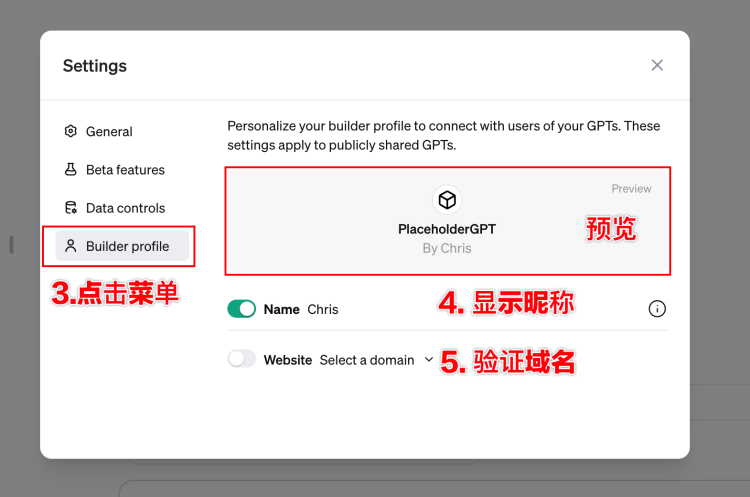 Settings
General
Beta features
Data controls
Builder profile
3.点击菜单
Personalize your builder profile to connect with users of your GPTs. These
settings apply to publicly shared GPTs.
Preview
预览
PlaceholderGPT
By Chris
Name Chris
4. 显示昵称
Website Select a domain
5. 验证域名